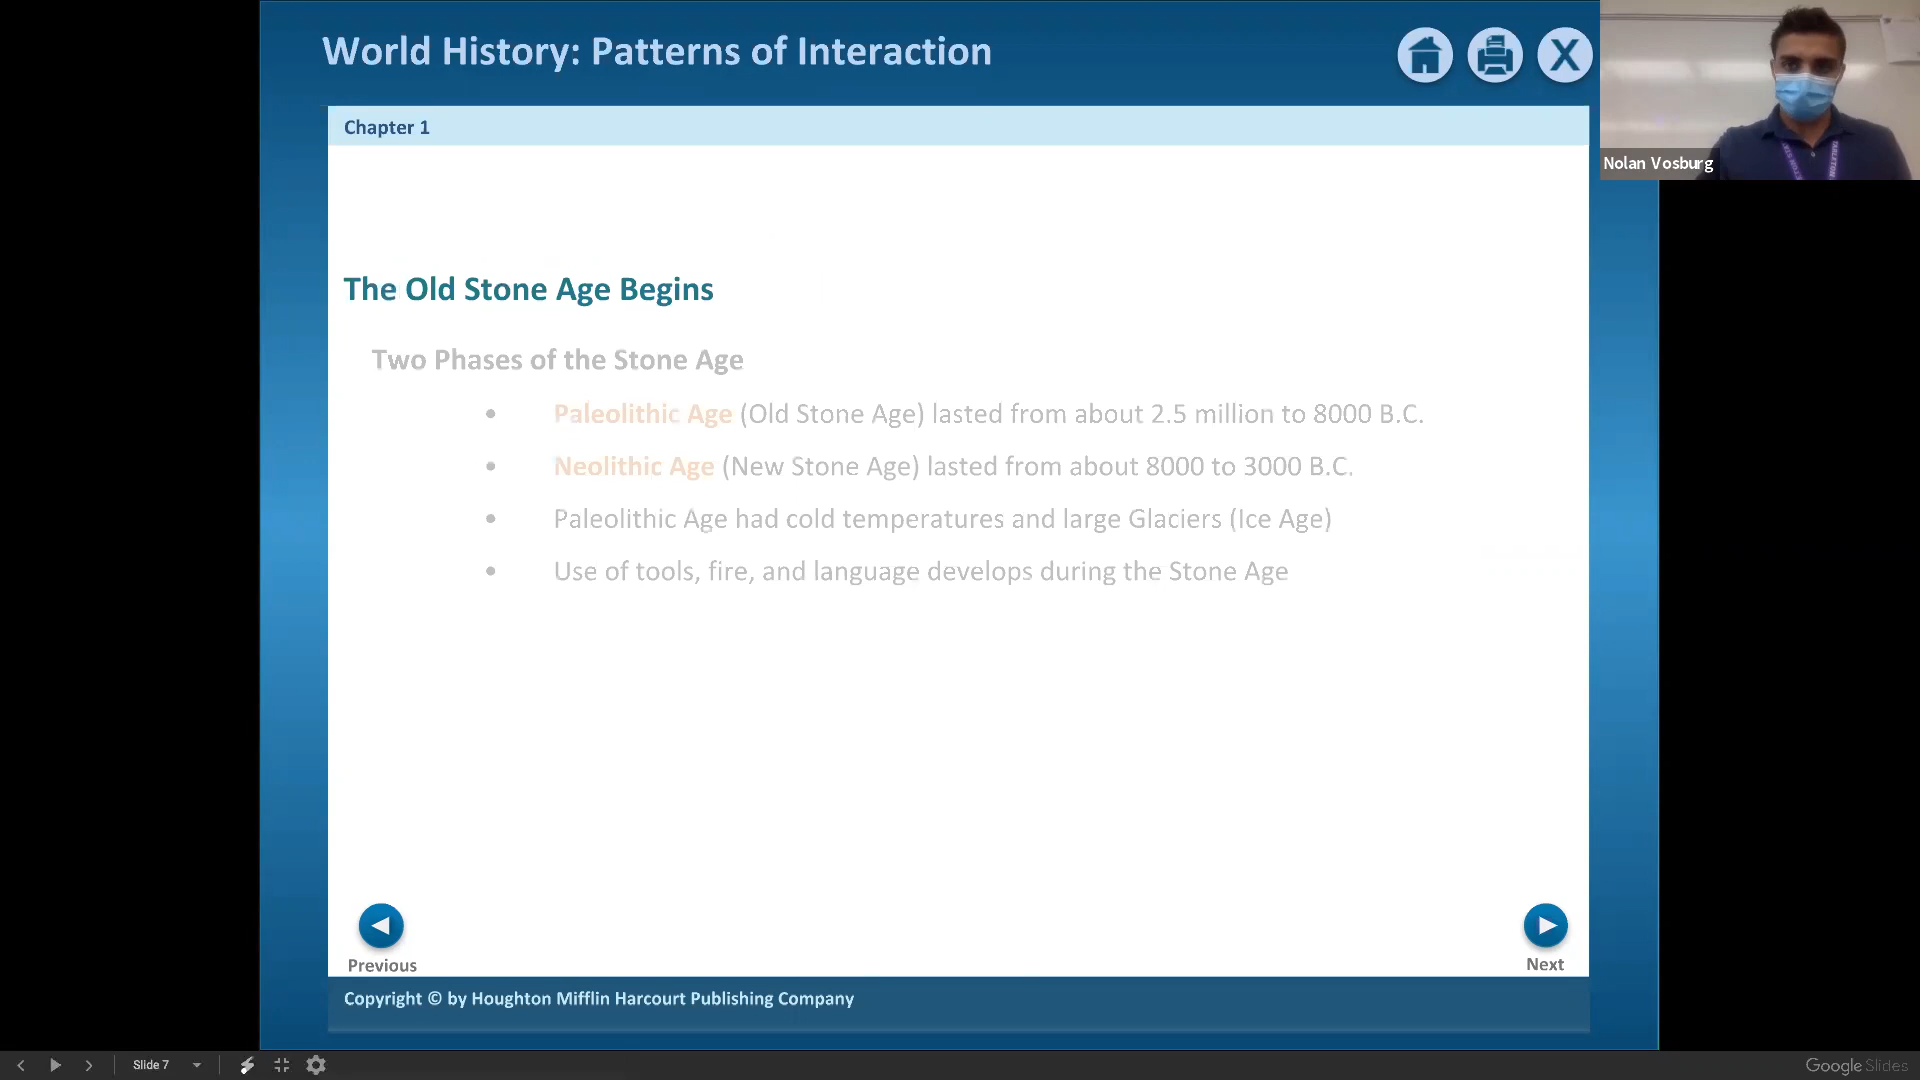 World History: Patterns of Interaction
Nolan Vosburg
Chapter 1
The Old Stone Age Begins
Two Phases of the Stone Age
• Paleolithic Age (Old Stone Age) lasted from about 2.5 million to 8000 B.C.
• Neolithic Age (New Stone Age) lasted from about 8000 to 3000 B.C.
• Paleolithic Age had cold temperatures and large Glaciers (Ice Age)
• Use of tools, fire, and language develops during the Stone Age
Previous
Next
Copyright © by Houghton Mifflin Harcourt Publishing Company
Slide 7
Google Slides